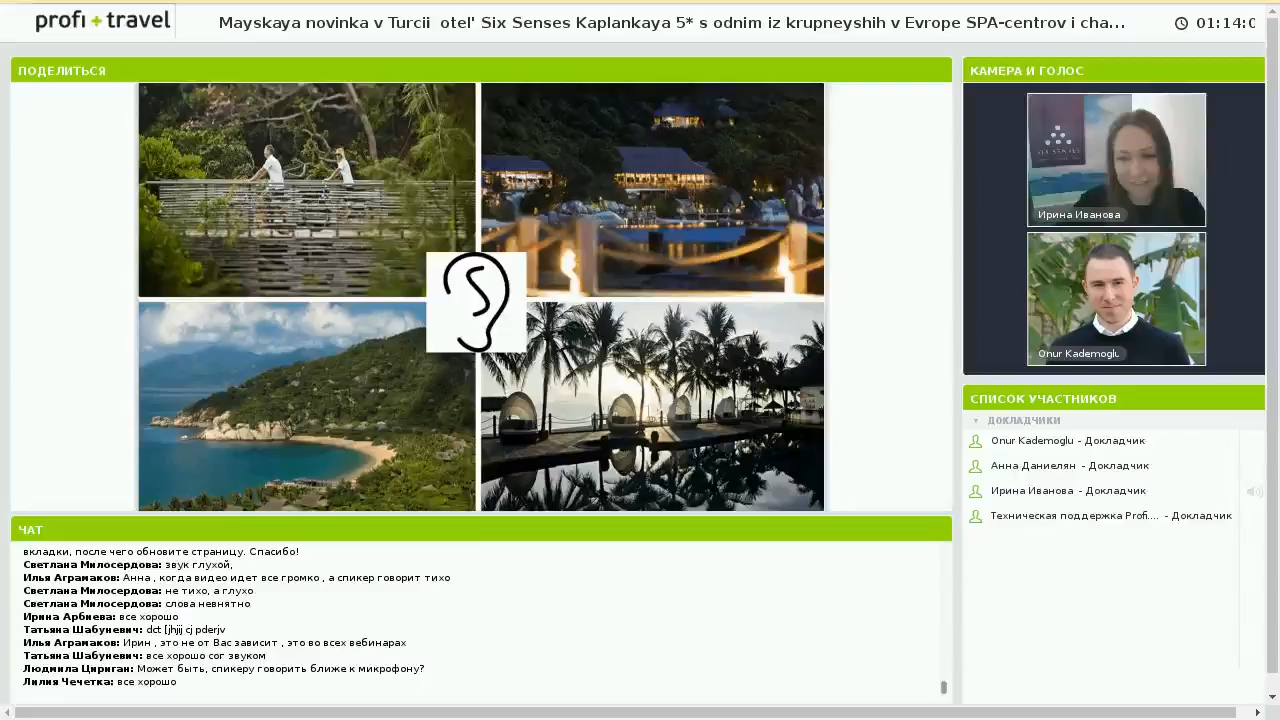 profi+travel
Mayskaya novinka v Turcii otel' Six Senses Kaplankaya 5* s odnim iz krupneyshih v Evrope SPA-centrov i cha...
01:14:0
ПОДЕЛИТЬСЯ
КАМЕРА И ГОЛОС
SIX SENSES
Ирина Иванова
Onur Kademoglu
СПИСОК УЧАСТНИКОВ
ДОКЛАДЧИКИ
Onur Kademoglu - Докладчик
Анна Даниелян - Докладчик
Ирина Иванова - Докладчик
Техническая поддержка Profi.... - Докладчик
ЧАТ
вкладки, после чего обновите страницу. Спасибо!
Светлана Милосердова: звук глухой,
Илья Аграмаков: Анна , когда видео идет все громко , а спикер говорит тихо
Светлана Милосердова: не тихо, а глухо
Светлана Милосердова: слова невнятно
Ирина Арбиева: все хорошо
Татьяна Шабуневич: dct [jhjij cj pderjv
Илья Аграмаков: Ирин , это не от Вас зависит , это во всех вебинарах
Татьяна Шабуневич: все хорошо сог звуком
Людмила Цириган: Может быть, спикеру говорить ближе к микрофону?
Лилия Чечетка: все хорошо